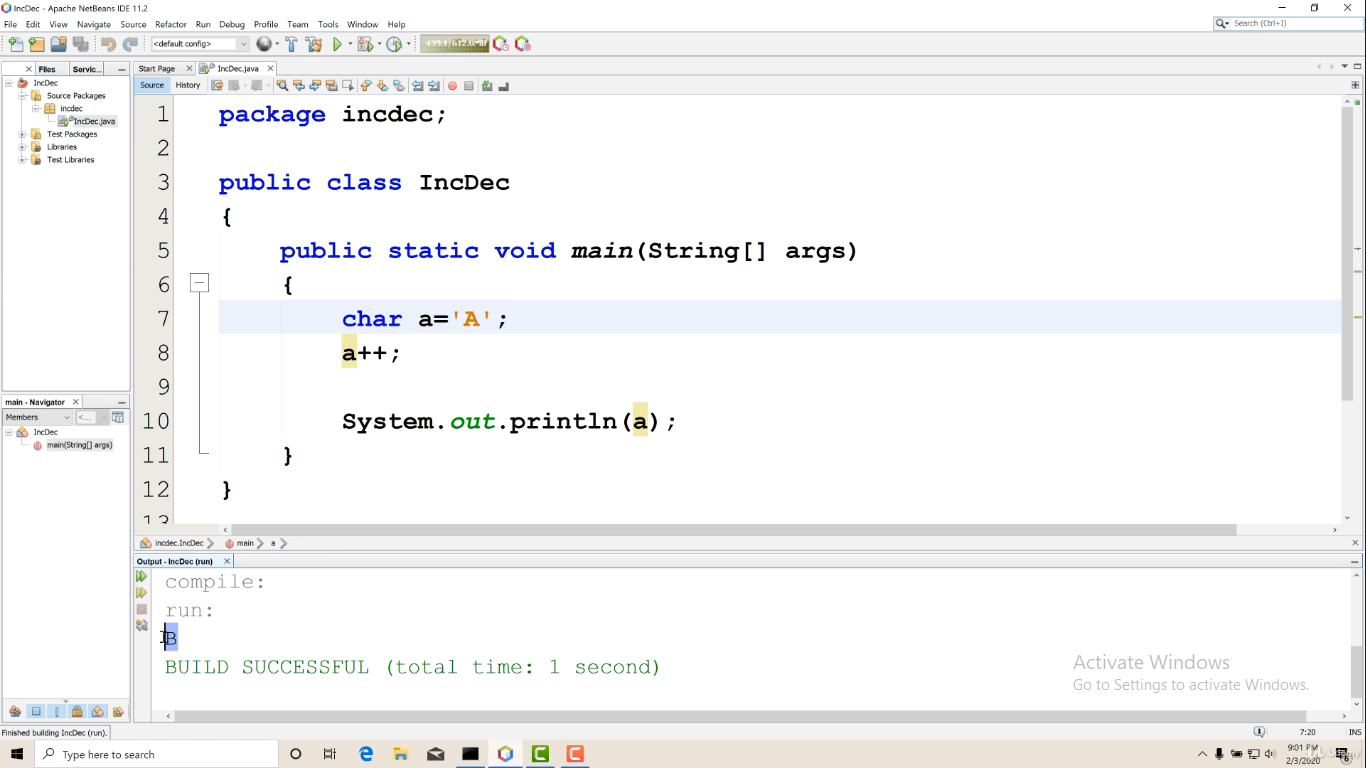 IncDec - Apache NetBeans IDE 11.2
File Edit View Navigate Source Refactor Run Debug Profile Team Tools Window Help
Search (Ctrl+I)
<default config>
459.1/612.0MB
Files Servic...
Start Page IncDec.java
Source History
IncDec
Source Packages
incdec
IncDec.java
Test Packages
Libraries
Test Libraries
1 package incdec;
2
3 public class IncDec
4 {
5 public static void main(String[] args)
6 {
7 char a='A';
8 a++;
9
10 System.out.println(a);
11 }
12 }
13
main - Navigator
Members <...
IncDec
main(String[] args)
incdec.IncDec main a
Output - IncDec (run)
compile:
run:
B
BUILD SUCCESSFUL (total time: 1 second)
Activate Windows
Go to Settings to activate Windows.
Finished building IncDec (run).
7:20 INS
Type here to search
9:01 PM
2/3/2020
6